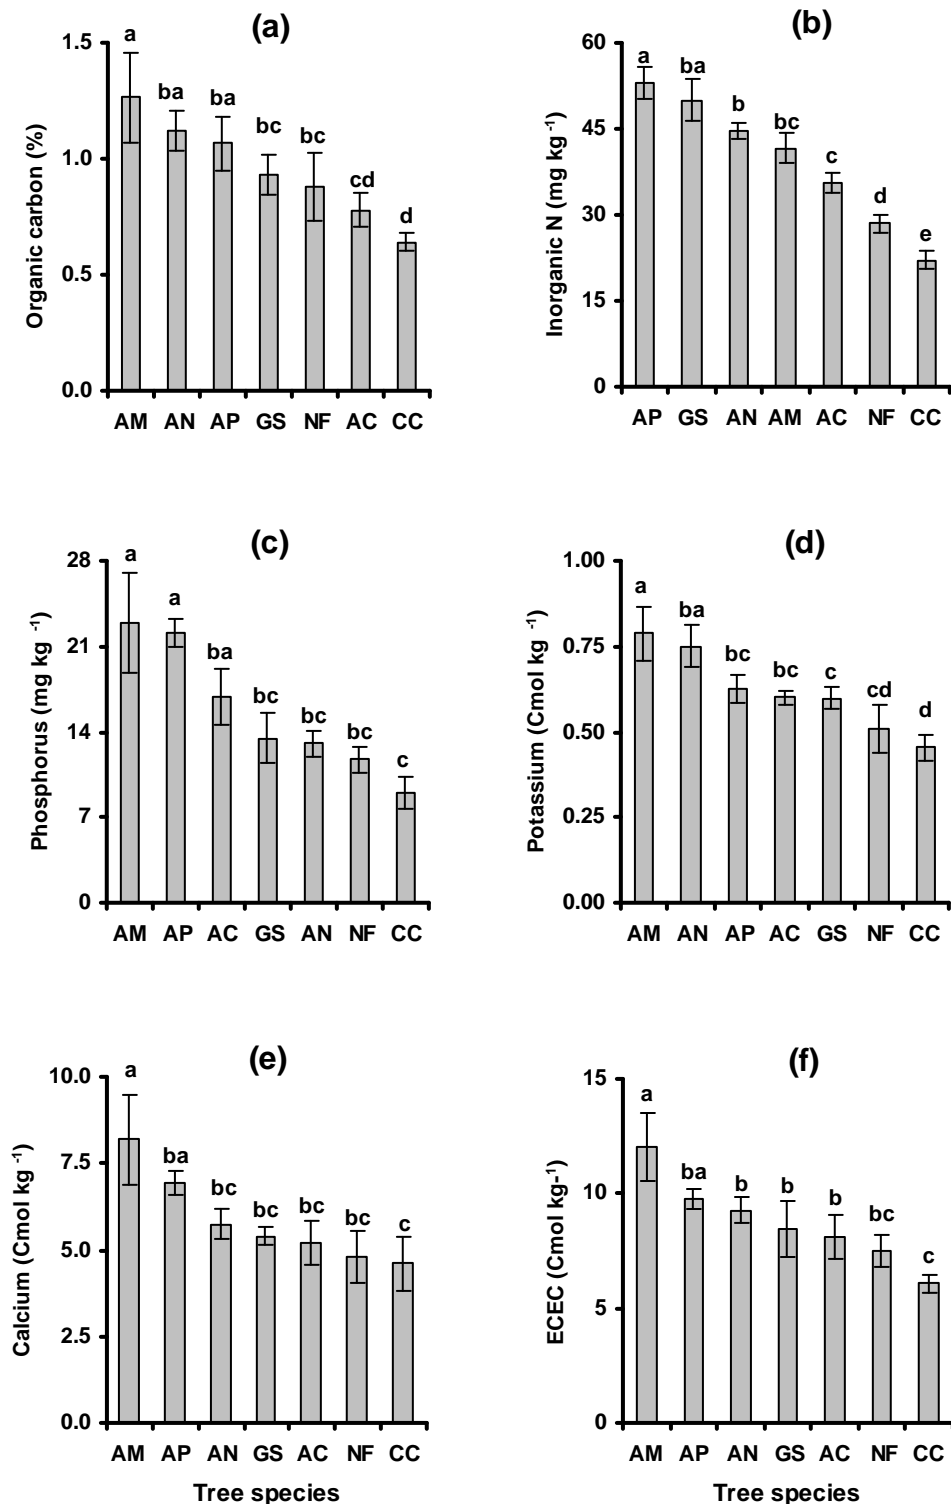 (a)
Organic carbon (%)
1.5
1.0
0.5
0.0
a
ba
ba
bc
bc
cd
d
AM AN AP GS NF AC CC
(b)
Inorganic N (mg kg -1)
60
45
30
15
0
a
ba
b
bc
c
d
e
AP GS AN AM AC NF CC
(c)
Phosphorus (mg kg -1)
28
21
14
7
0
a
a
ba
bc
bc
bc
c
AM AP AC GS AN NF CC
(d)
Potassium (Cmol kg -1)
1.00
0.75
0.50
0.25
0.00
a
ba
bc
bc
c
cd
d
AM AN AP AC GS NF CC
(e)
Calcium (Cmol kg -1)
10.0
7.5
5.0
2.5
0.0
a
ba
bc
bc
bc
bc
c
AM AP AN GS AC NF CC
Tree species
(f)
ECEC (Cmol kg-1)
15
10
5
0
a
ba
b
b
b
bc
c
AM AP AN GS AC NF CC
Tree species